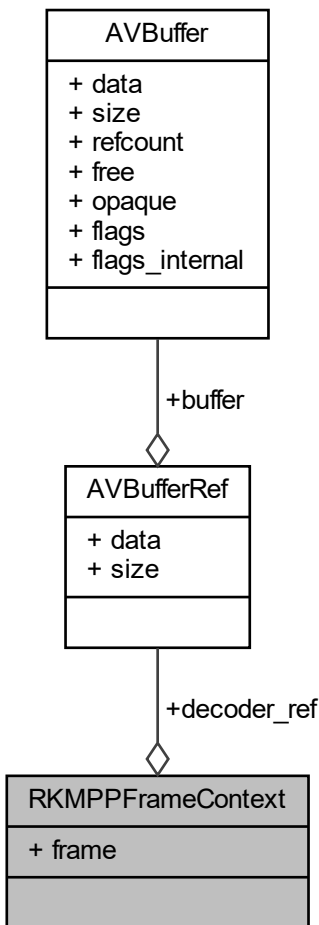 AVBuffer
+ data
+ size
+ refcount
+ free
+ opaque
+ flags
+ flags_internal
+buffer
AVBufferRef
+ data
+ size
+decoder_ref
RKMPPFrameContext
+ frame